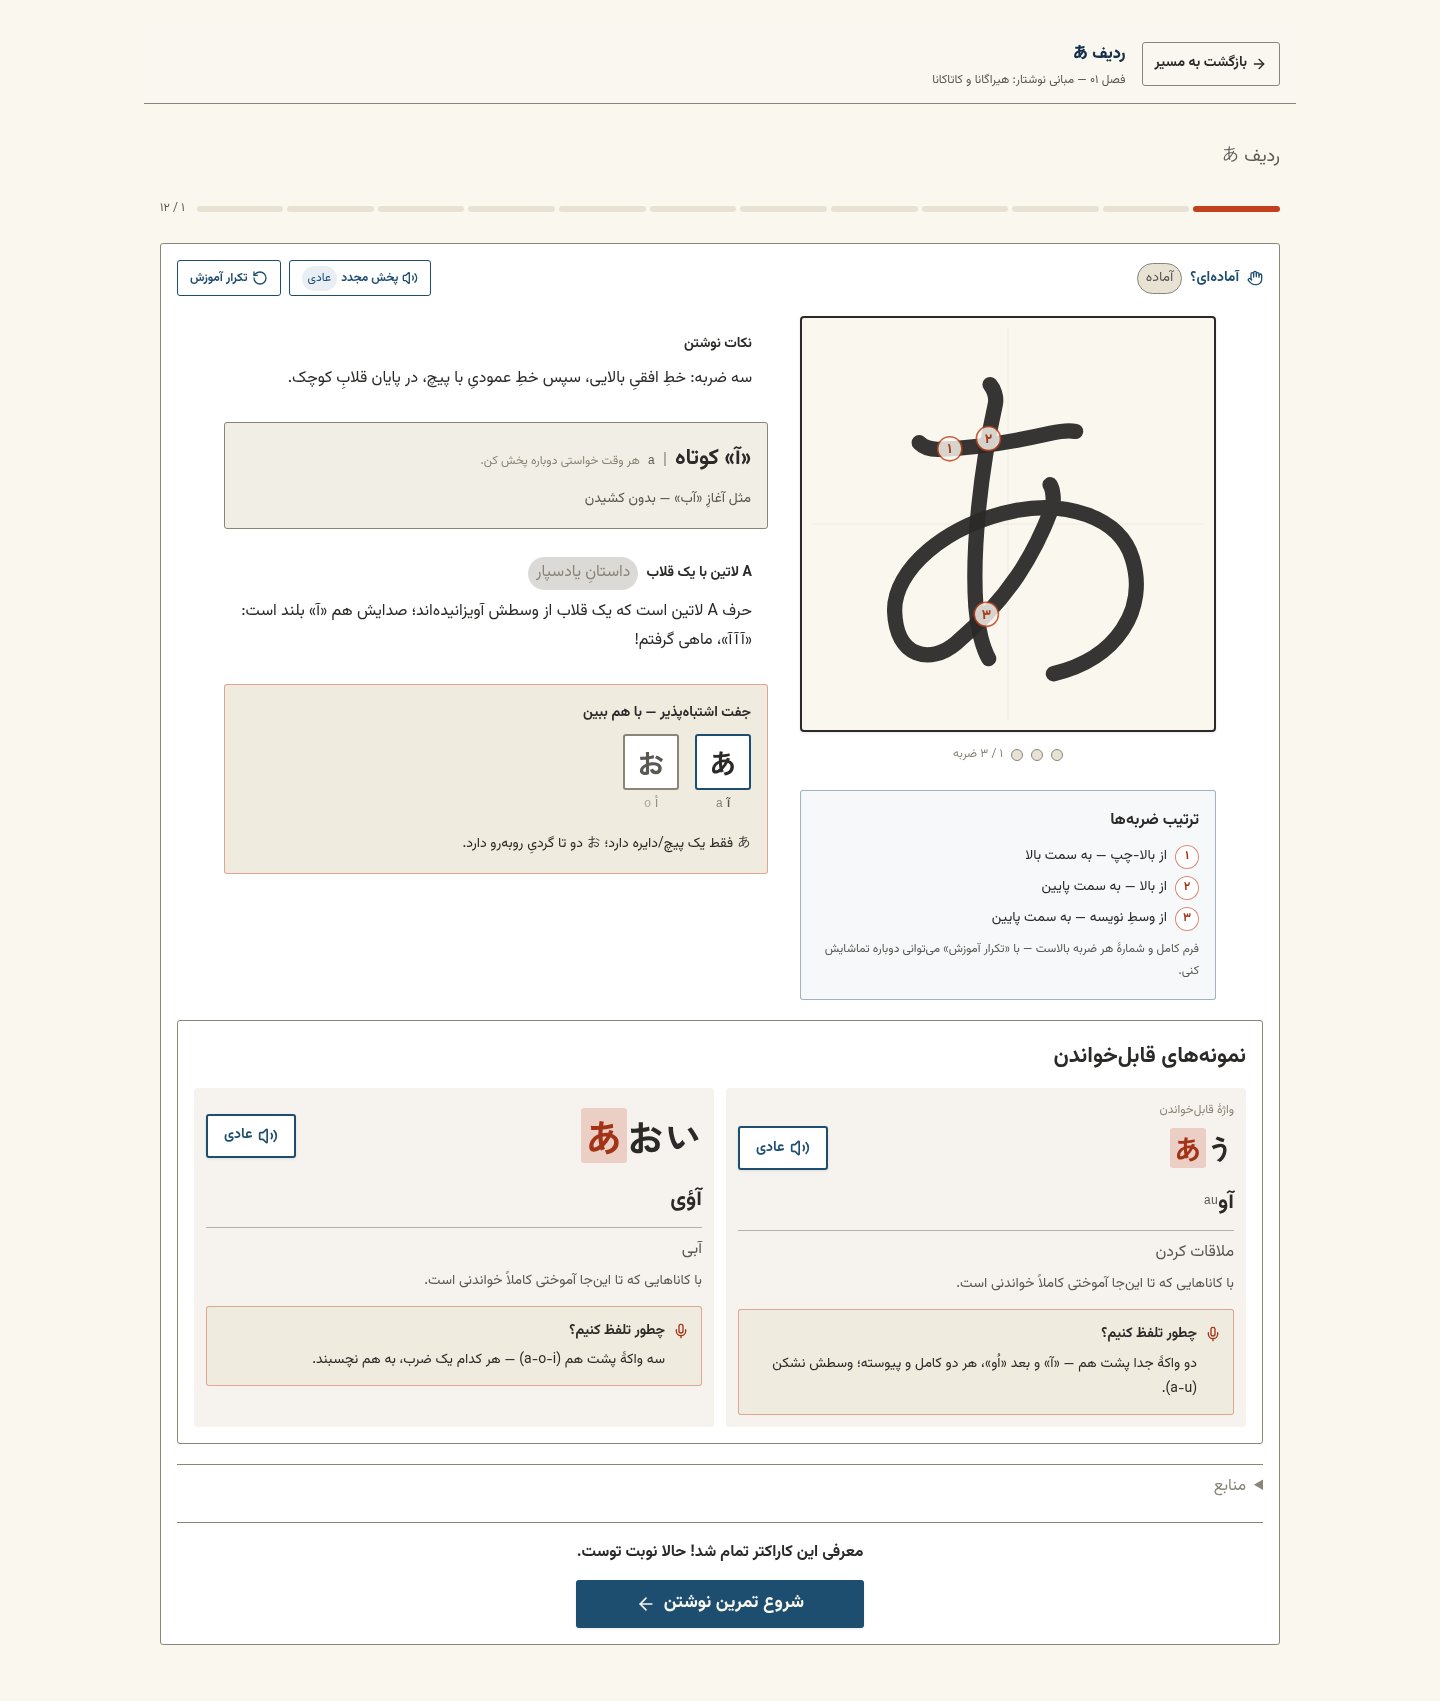 بازگشت به مسیر
ردیف あ
فصل ۰۱ — مبانی نوشتار: هیراگانا و کاتاکانا
ردیف あ
۱ / ۱۲
آماده‌ای؟ آماده
پخش مجدد عادی
تکرار آموزش
۱
۲
۳
۱ / ۳ ضربه
ترتیب ضربه‌ها
۱ از بالا-چپ — به سمت بالا
۲ از بالا — به سمت پایین
۳ از وسطِ نویسه — به سمت پایین
فرم کامل و شمارهٔ هر ضربه بالاست — با «تکرار آموزش» می‌توانی دوباره تماشایش
کنی.
نکات نوشتن
سه ضربه: خطِ افقیِ بالایی، سپس خطِ عمودیِ با پیچ، در پایان قلابِ کوچک.
«آ» کوتاه | a هر وقت خواستی دوباره پخش کن.
مثل آغازِ «آب» — بدون کشیدن
A لاتین با یک قلاب داستانِ یادسپار
حرف A لاتین است که یک قلاب از وسطش آویزانیده‌اند؛ صدایش هم «آ» بلند است:
«آآآ»، ماهی گرفتم!
جفت اشتباه‌پذیر — با هم ببین
あ お
آ a
اُ o
あ فقط یک پیچ/دایره دارد؛ お دو تا گردیِ روبه‌رو دارد.
نمونه‌های قابل‌خواندن
واژهٔ قابل‌خواندن
あう
عادی
آو au
ملاقات کردن
با کاناهایی که تا این‌جا آموختی کاملاً خواندنی است.
چطور تلفظ کنیم؟
دو واکهٔ جدا پشت هم — «آ» و بعد «اُو»، هر دو کامل و پیوسته؛ وسطش نشکن
(a-u).
あおい
عادی
آؤی
آبی
با کاناهایی که تا این‌جا آموختی کاملاً خواندنی است.
چطور تلفظ کنیم؟
سه واکهٔ پشت هم (a-o-i) — هر کدام یک ضرب، به هم نچسبند.
منابع
معرفی این کاراکتر تمام شد! حالا نوبت توست.
شروع تمرین نوشتن